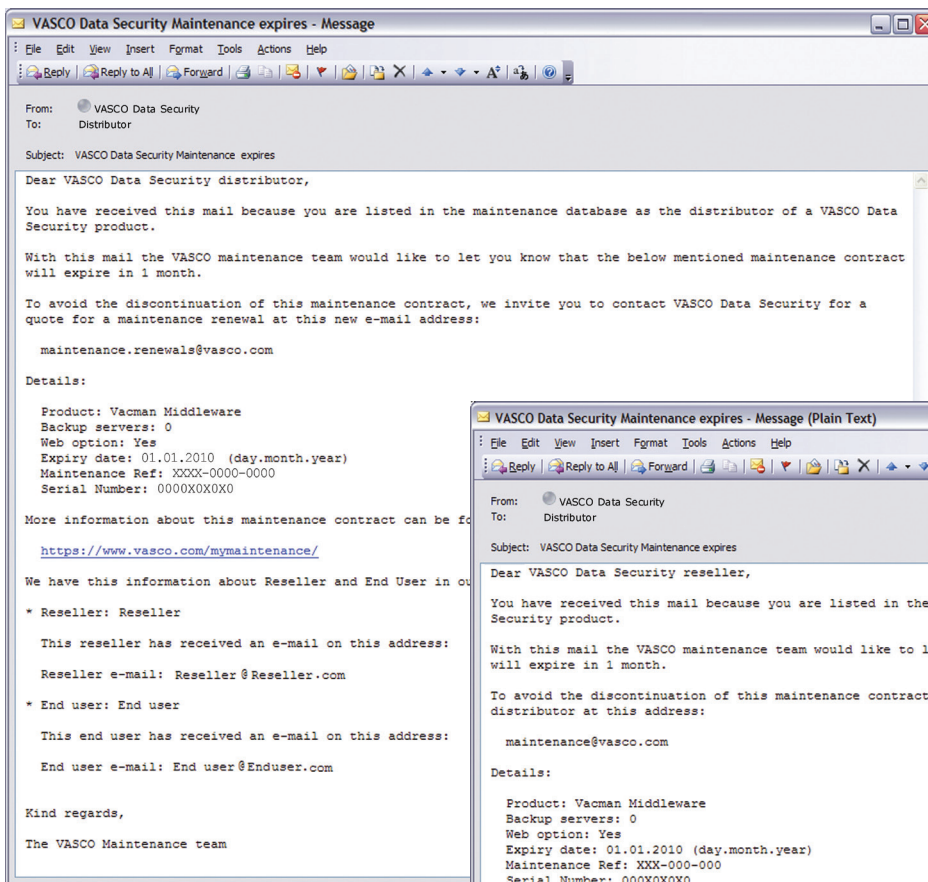 VASCO Data Security Maintenance expires - Message
File Edit View Insert Format Tools Actions Help
Reply Reply to All Forward
From: VASCO Data Security
To: Distributor
Subject: VASCO Data Security Maintenance expires
Dear VASCO Data Security distributor,
You have received this mail because you are listed in the maintenance database as the distributor of a VASCO Data
Security product.
With this mail the VASCO maintenance team would like to let you know that the below mentioned maintenance contract
will expire in 1 month.
To avoid the discontinuation of this maintenance contract, we invite you to contact VASCO Data Security for a
quote for a maintenance renewal at this new e-mail address:
maintenance.renewals@vasco.com
Details:
Product: Vacman Middleware
Backup servers: 0
Web option: Yes
Expiry date: 01.01.2010 (day.month.year)
Maintenance Ref: XXXX-0000-0000
Serial Number: 0000X0X0X0
More information about this maintenance contract can be fo
https://www.vasco.com/mymaintenance/
We have this information about Reseller and End User in ou
* Reseller: Reseller
This reseller has received an e-mail on this address:
Reseller e-mail: Reseller@Reseller.com
* End user: End user
This end user has received an e-mail on this address:
End user e-mail: End user@Enduser.com
Kind regards,
The VASCO Maintenance team
VASCO Data Security Maintenance expires - Message (Plain Text)
File Edit View Insert Format Tools Actions Help
Reply Reply to All Forward
From: VASCO Data Security
To: Distributor
Subject: VASCO Data Security Maintenance expires
Dear VASCO Data Security reseller,
You have received this mail because you are listed in the
Security product.
With this mail the VASCO maintenance team would like to l
will expire in 1 month.
To avoid the discontinuation of this maintenance contract
distributor at this address:
maintenance@vasco.com
Details:
Product: Vacman Middleware
Backup servers: 0
Web option: Yes
Expiry date: 01.01.2010 (day.month.year)
Maintenance Ref: XXX-000-000
Serial Number: 000X0X0X0